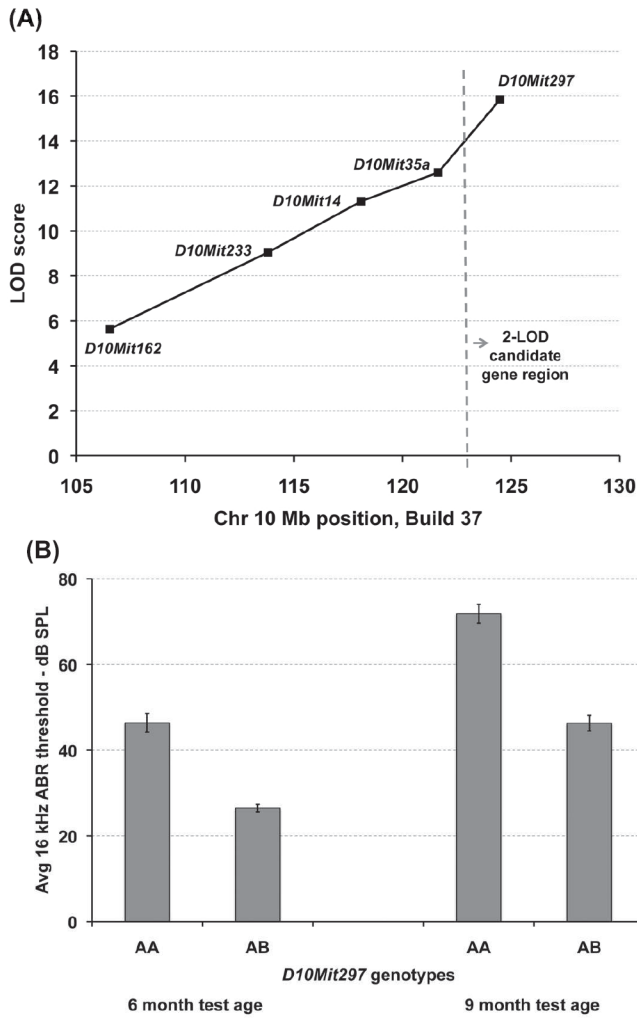 (A)
18
16
14
12
10
8
6
4
2
0
LOD score
D10Mit297
D10Mit35a
D10Mit14
D10Mit233
D10Mit162
2-LOD
candidate
gene region
105 110 115 120 125 130
Chr 10 Mb position, Build 37
(B)
80
60
40
20
0
Avg 16 kHz ABR threshold - dB SPL
AA AB AA AB
D10Mit297 genotypes
6 month test age 9 month test age